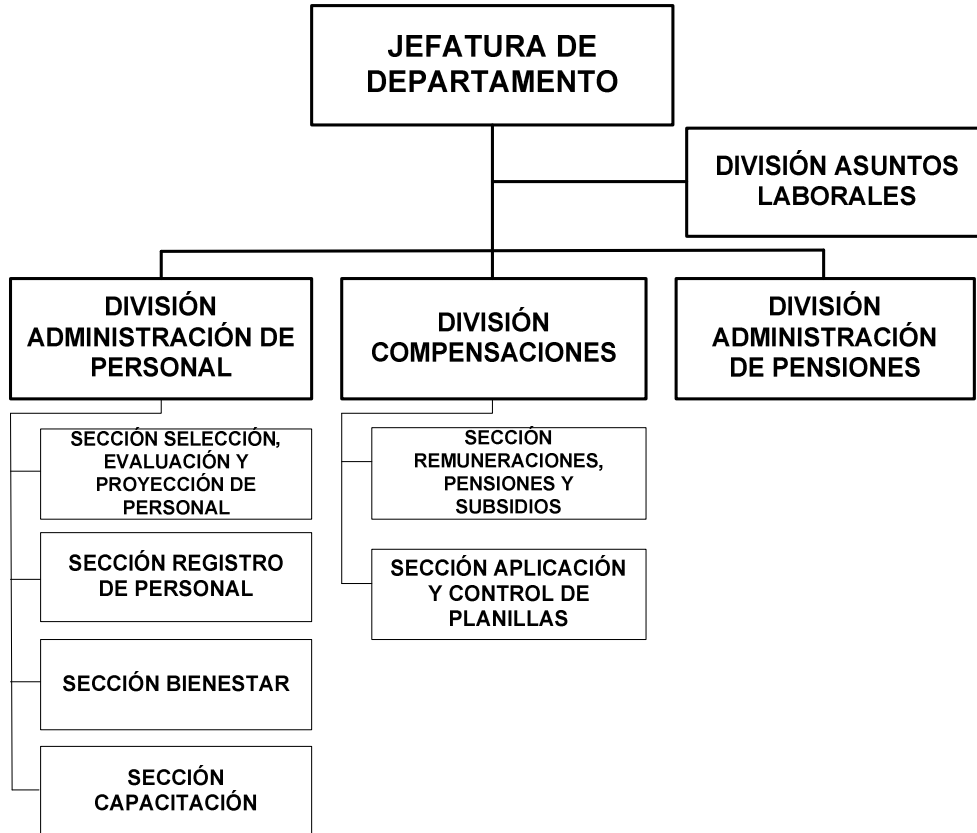 JEFATURA DE
DEPARTAMENTO
DIVISIÓN ASUNTOS
LABORALES
DIVISIÓN
ADMINISTRACIÓN DE
PERSONAL
DIVISIÓN
COMPENSACIONES
DIVISIÓN
ADMINISTRACIÓN
DE PENSIONES
SECCIÓN SELECCIÓN,
EVALUACIÓN Y
PROYECCIÓN DE
PERSONAL
SECCIÓN REGISTRO
DE PERSONAL
SECCIÓN BIENESTAR
SECCIÓN
CAPACITACIÓN
SECCIÓN
REMUNERACIONES,
PENSIONES Y
SUBSIDIOS
SECCIÓN APLICACIÓN
Y CONTROL DE
PLANILLAS